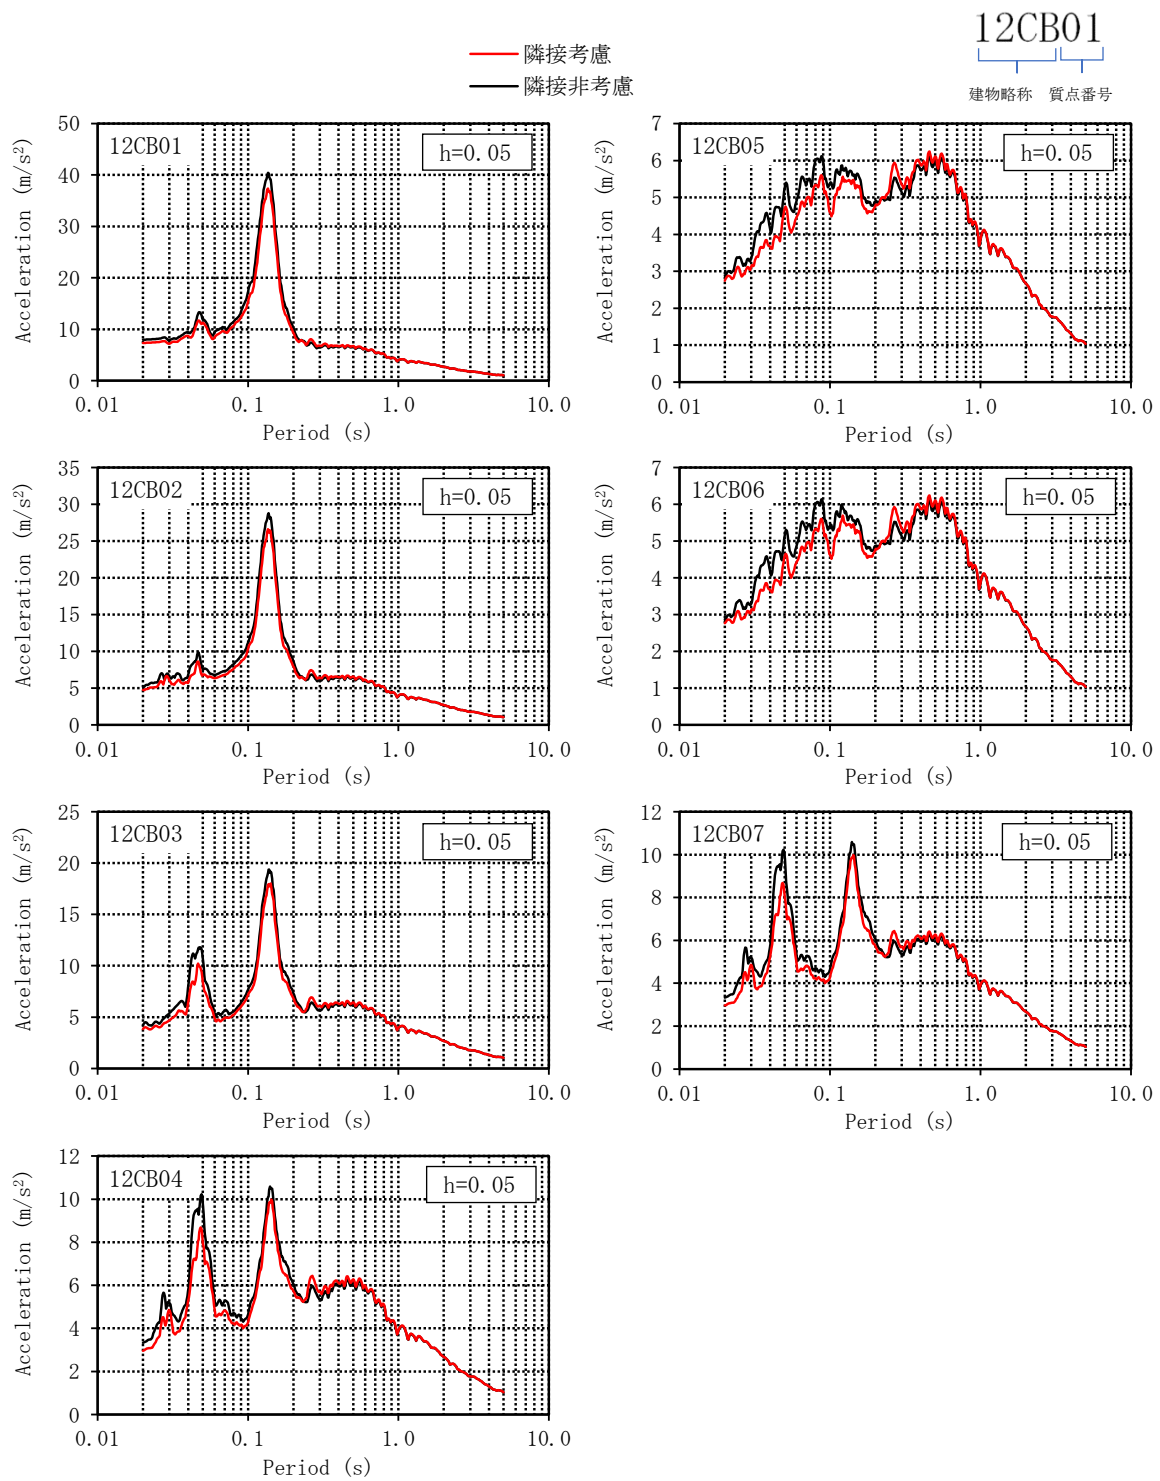 12CB01
建物略称 質点番号
隣接考慮
隣接非考慮
12CB01
h=0.05
Acceleration (m/s²)
50
40
30
20
10
0
0.01 0.1 1.0 10.0
Period (s)
12CB05
h=0.05
Acceleration (m/s²)
7
6
5
4
3
2
1
0
0.01 0.1 1.0 10.0
Period (s)
12CB02
h=0.05
Acceleration (m/s²)
35
30
25
20
15
10
5
0
0.01 0.1 1.0 10.0
Period (s)
12CB06
h=0.05
Acceleration (m/s²)
7
6
5
4
3
2
1
0
0.01 0.1 1.0 10.0
Period (s)
12CB03
h=0.05
Acceleration (m/s²)
25
20
15
10
5
0
0.01 0.1 1.0 10.0
Period (s)
12CB07
h=0.05
Acceleration (m/s²)
12
10
8
6
4
2
0
0.01 0.1 1.0 10.0
Period (s)
12CB04
h=0.05
Acceleration (m/s²)
12
10
8
6
4
2
0
0.01 0.1 1.0 10.0
Period (s)